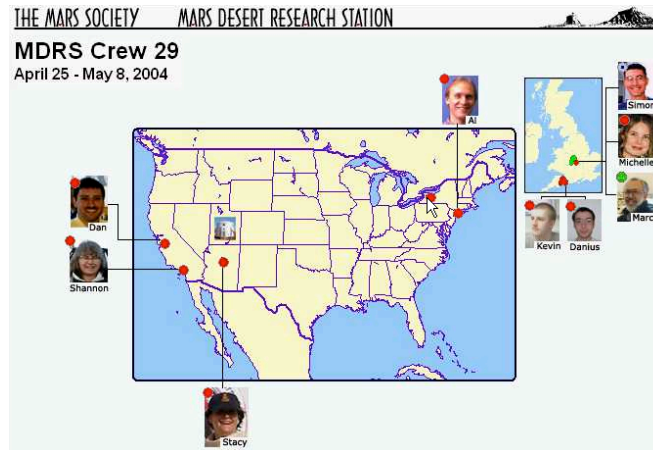 THE MARS SOCIETY MARS DESERT RESEARCH STATION
MDRS Crew 29
April 25 - May 8, 2004
Al
Simon
Michelle
Marc
Kevin
Danius
Dan
Shannon
Stacy